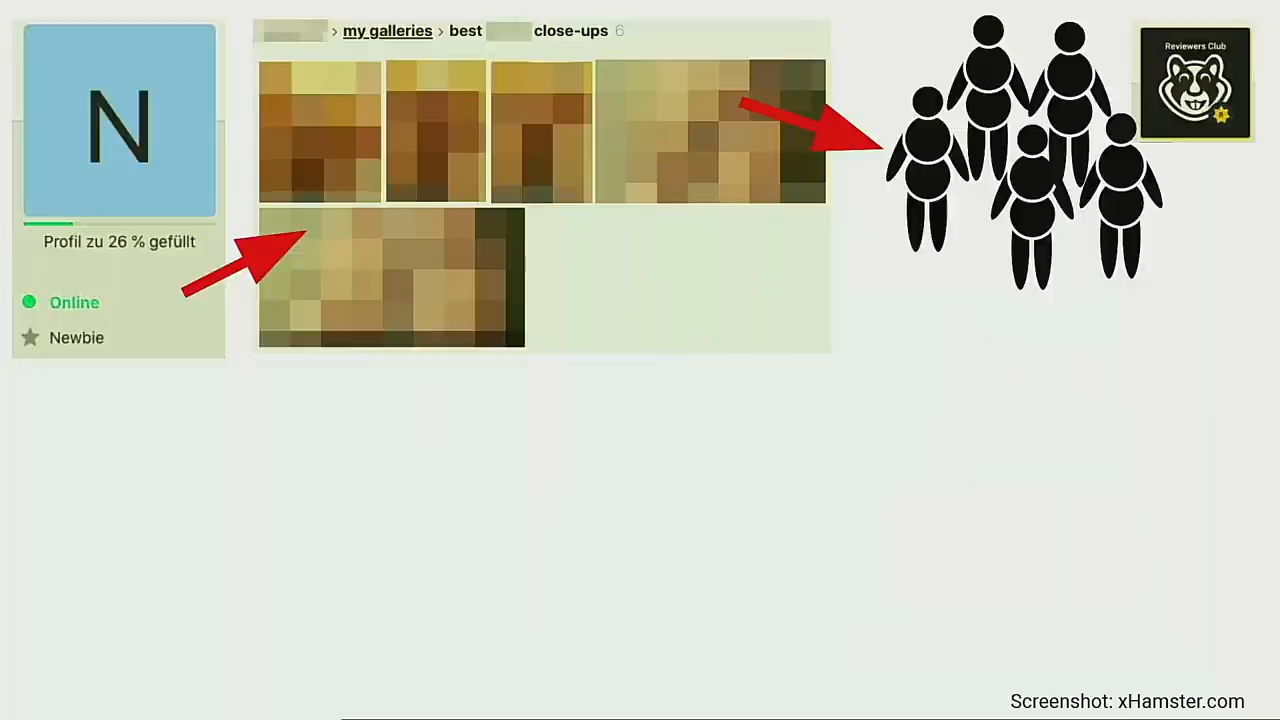 N
Profil zu 26 % gefüllt
Online
Newbie
› my galleries › best close-ups 6
Reviewers Club
R
Screenshot: xHamster.com